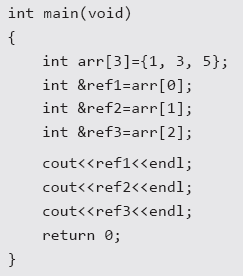 int main(void)
{
    int arr[3]={1, 3, 5};
    int &ref1=arr[0];
    int &ref2=arr[1];
    int &ref3=arr[2];
    cout<<ref1<<endl;
    cout<<ref2<<endl;
    cout<<ref3<<endl;
    return 0;
}